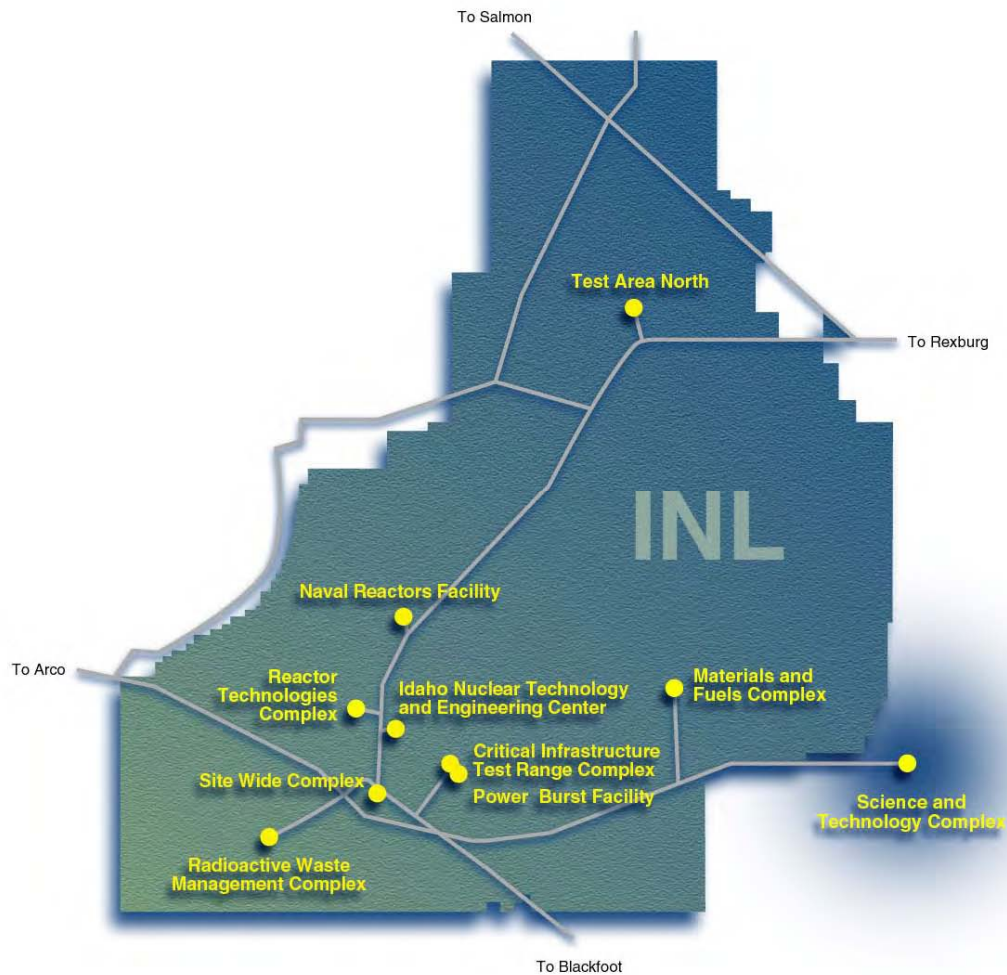 To Salmon
Test Area North
To Rexburg
INL
Naval Reactors Facility
To Arco
Reactor
Technologies
Complex
Idaho Nuclear Technology
and Engineering Center
Materials and
Fuels Complex
Critical Infrastructure
Test Range Complex
Site Wide Complex
Power Burst Facility
Science and
Technology Complex
Radioactive Waste
Management Complex
To Blackfoot